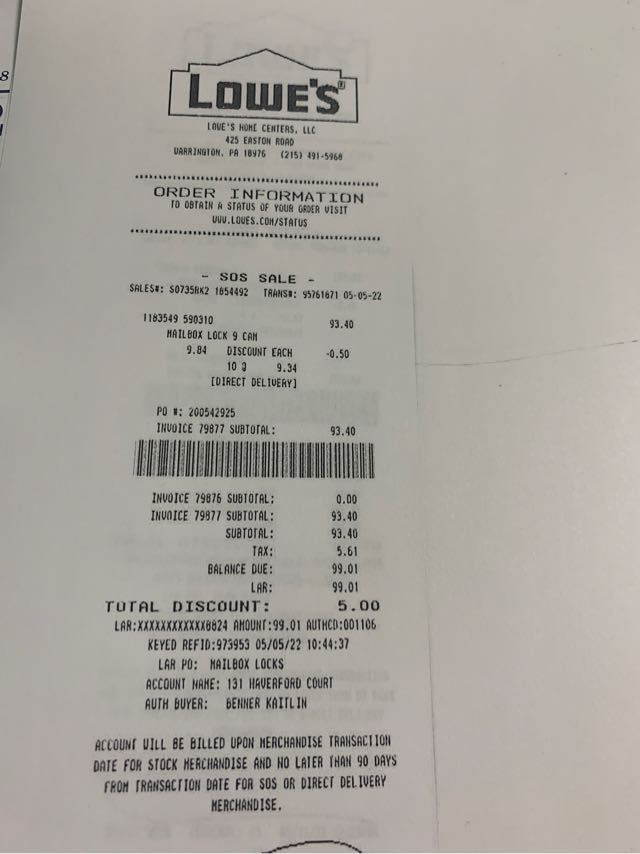 8
LOWE'S®
LOWE'S HOME CENTERS, LLC
425 EASTON ROAD
WARRINGTON, PA 18976 (215) 491-5968
ORDER INFORMATION
TO OBTAIN A STATUS OF YOUR ORDER VISIT
WWW.LOWES.COM/STATUS
- SOS SALE -
SALES#: S0735RK2 1854492 TRANS#: 95761871 05-05-22
1183549 590310 93.40
MAILBOX LOCK 9 CAM
9.84 DISCOUNT EACH -0.50
10 @ 9.34
[DIRECT DELIVERY]
PO #: 200542925
INVOICE 79877 SUBTOTAL: 93.40
INVOICE 79876 SUBTOTAL: 0.00
INVOICE 79877 SUBTOTAL: 93.40
SUBTOTAL: 93.40
TAX: 5.61
BALANCE DUE: 99.01
LAR: 99.01
TOTAL DISCOUNT: 5.00
LAR:XXXXXXXXXXXX8824 AMOUNT:99.01 AUTHCD:001106
KEYED REFID:973953 05/05/22 10:44:37
LAR PO: MAILBOX LOCKS
ACCOUNT NAME: 131 HAVERFORD COURT
AUTH BUYER: BENNER KAITLIN
ACCOUNT WILL BE BILLED UPON MERCHANDISE TRANSACTION
DATE FOR STOCK MERCHANDISE AND NO LATER THAN 90 DAYS
FROM TRANSACTION DATE FOR SOS OR DIRECT DELIVERY
MERCHANDISE.